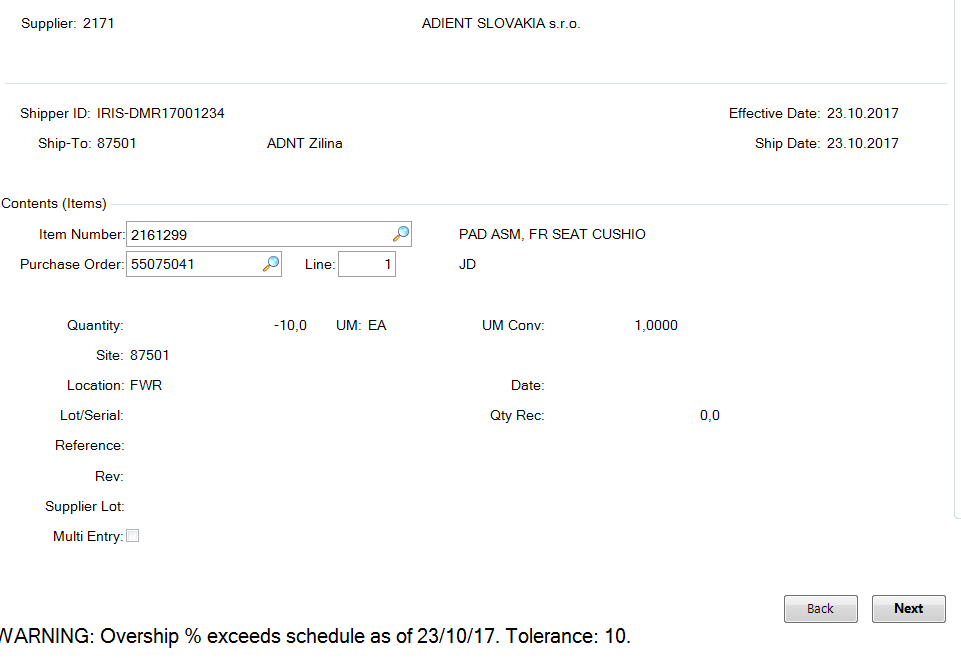 Supplier: 2171 ADIENT SLOVAKIA s.r.o.
Shipper ID: IRIS-DMR17001234 Effective Date: 23.10.2017
Ship-To: 87501 ADNT Zilina Ship Date: 23.10.2017
Contents (Items)
Item Number: 2161299 PAD ASM, FR SEAT CUSHIO
Purchase Order: 55075041 Line: 1 JD
Quantity: -10,0 UM: EA UM Conv: 1,0000
Site: 87501
Location: FWR Date:
Lot/Serial: Qty Rec: 0,0
Reference:
Rev:
Supplier Lot:
Multi Entry:
Back Next
WARNING: Overship % exceeds schedule as of 23/10/17. Tolerance: 10.